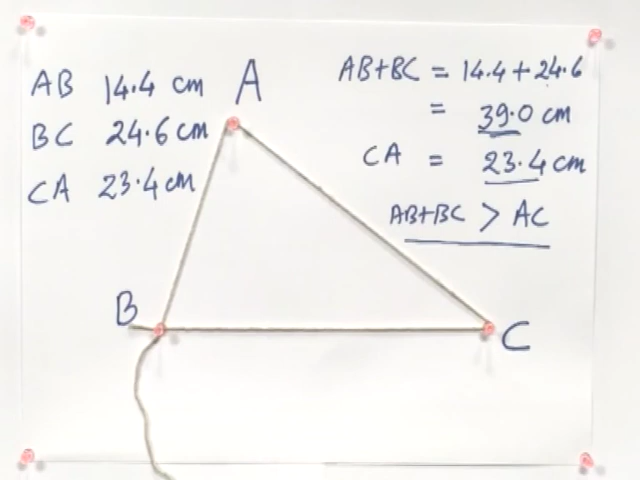 AB 14.4 cm
BC 24.6 cm
CA 23.4 cm
A
B
C
AB+BC = 14.4+24.6
= 39.0 cm
CA = 23.4 cm
AB+BC > AC